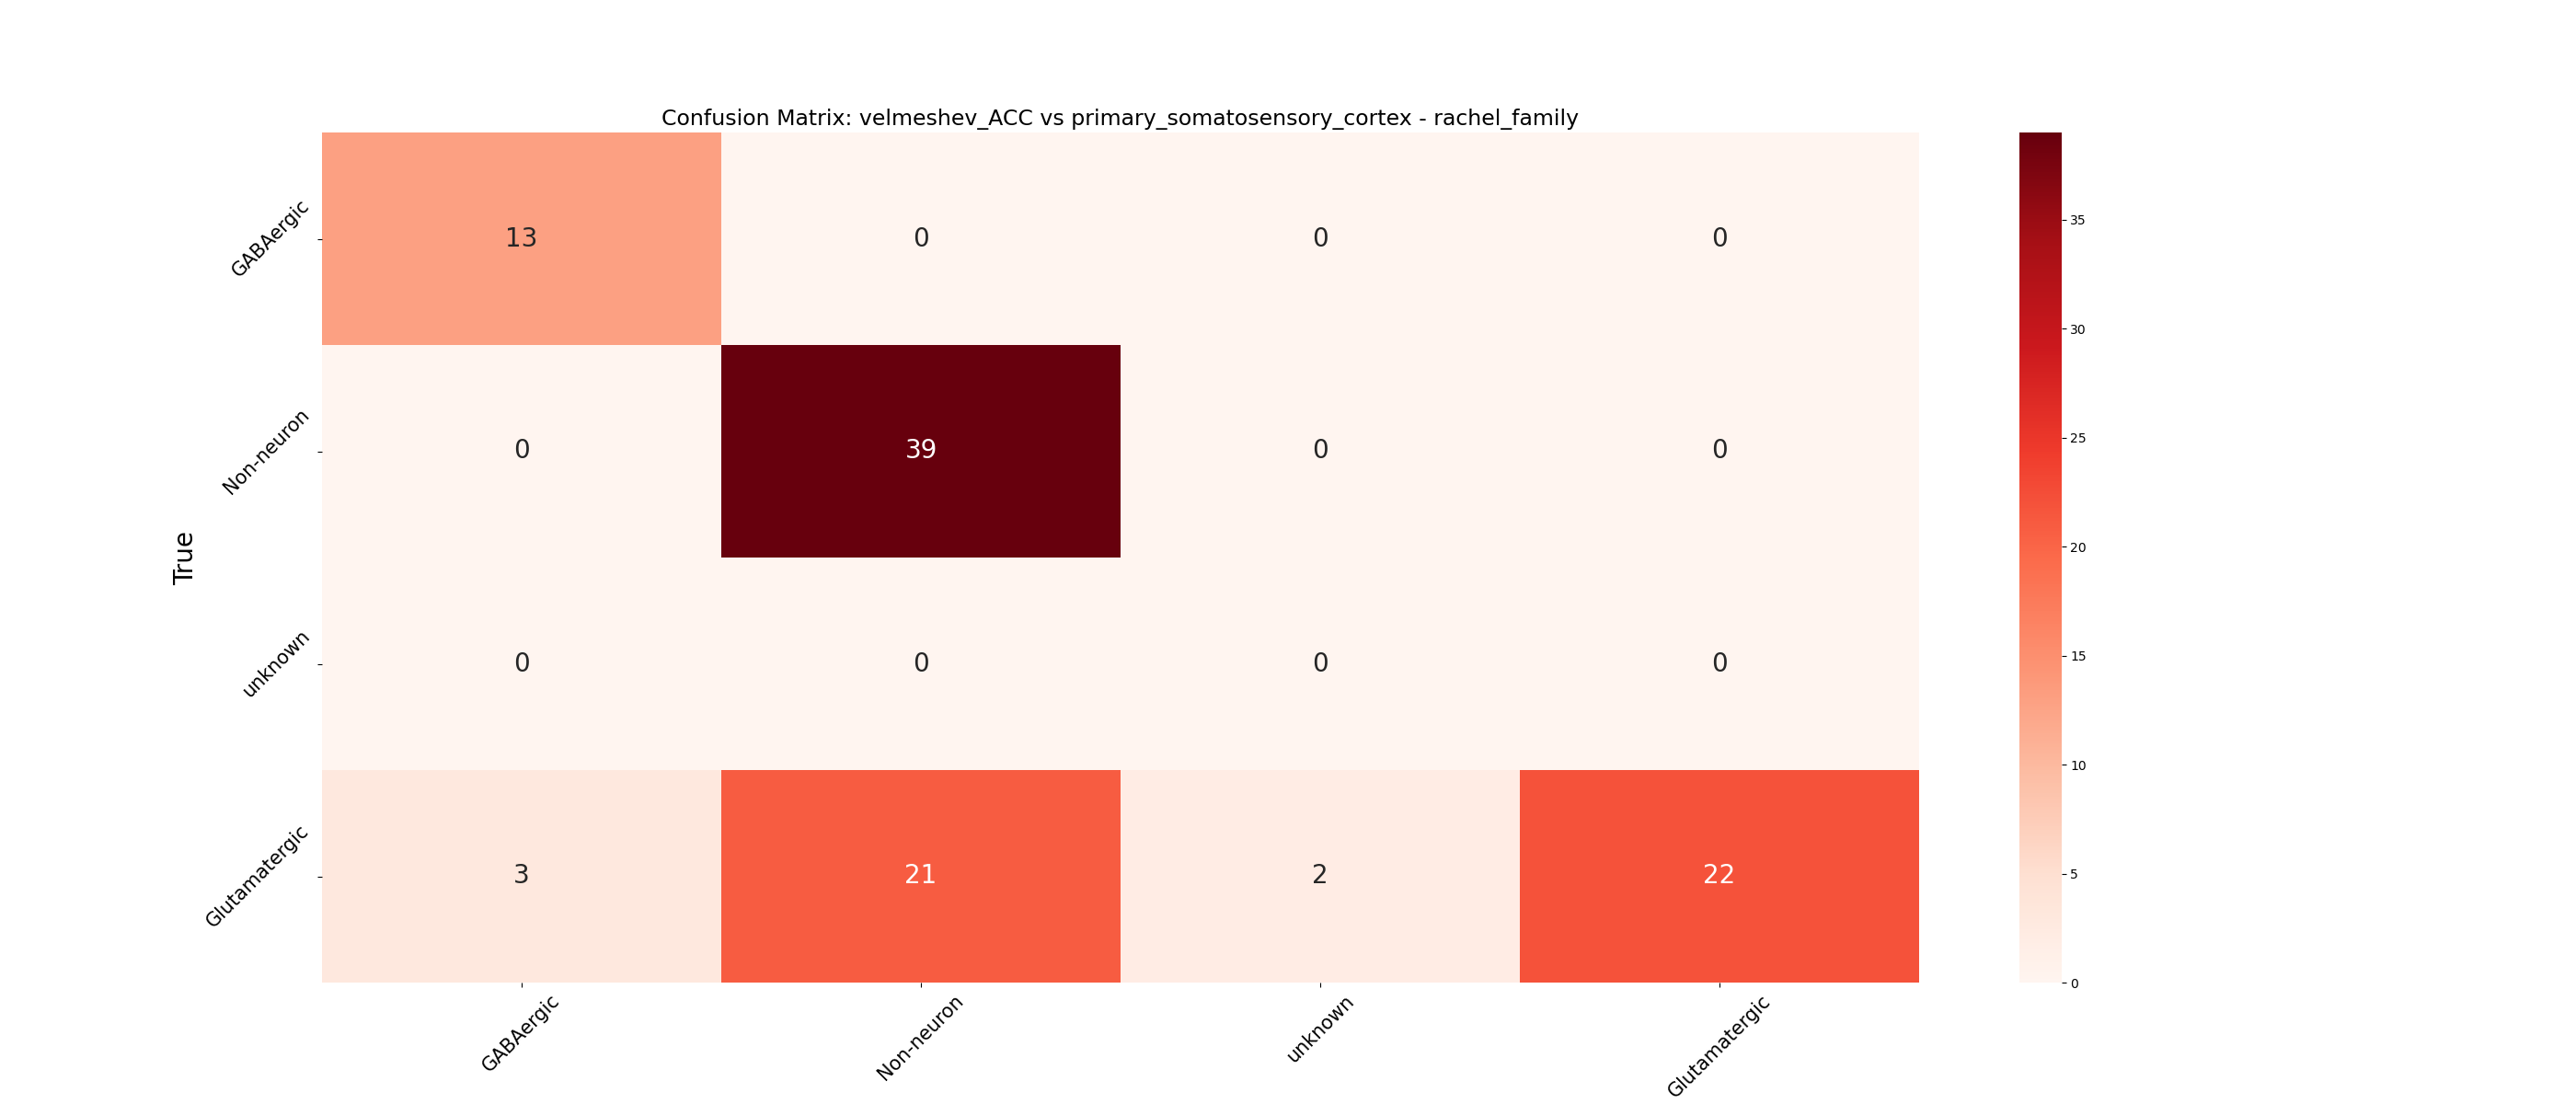 Confusion Matrix: velmeshev_ACC vs primary_somatosensory_cortex - rachel_family
True
GABAergic
13 0 0 0
Non-neuron
0 39 0 0
unknown
0 0 0 0
Glutamatergic
3 21 2 22
GABAergic Non-neuron unknown Glutamatergic
35
30
25
20
15
10
5
0